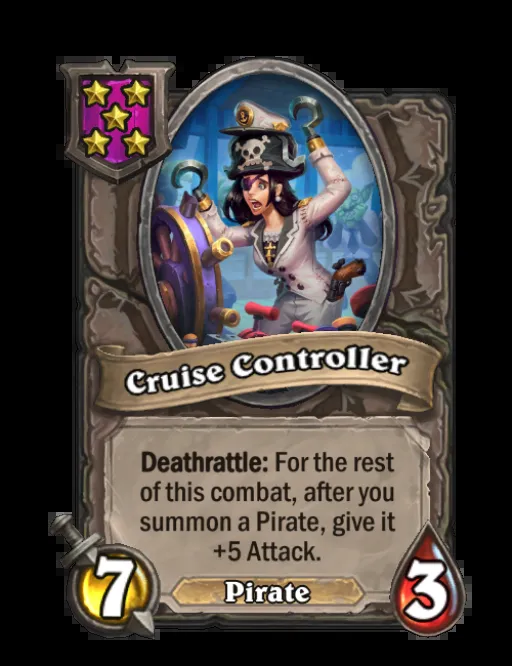 Cruise Controller
Deathrattle: For the rest
of this combat, after you
summon a Pirate, give it
+5 Attack.
7
Pirate
3